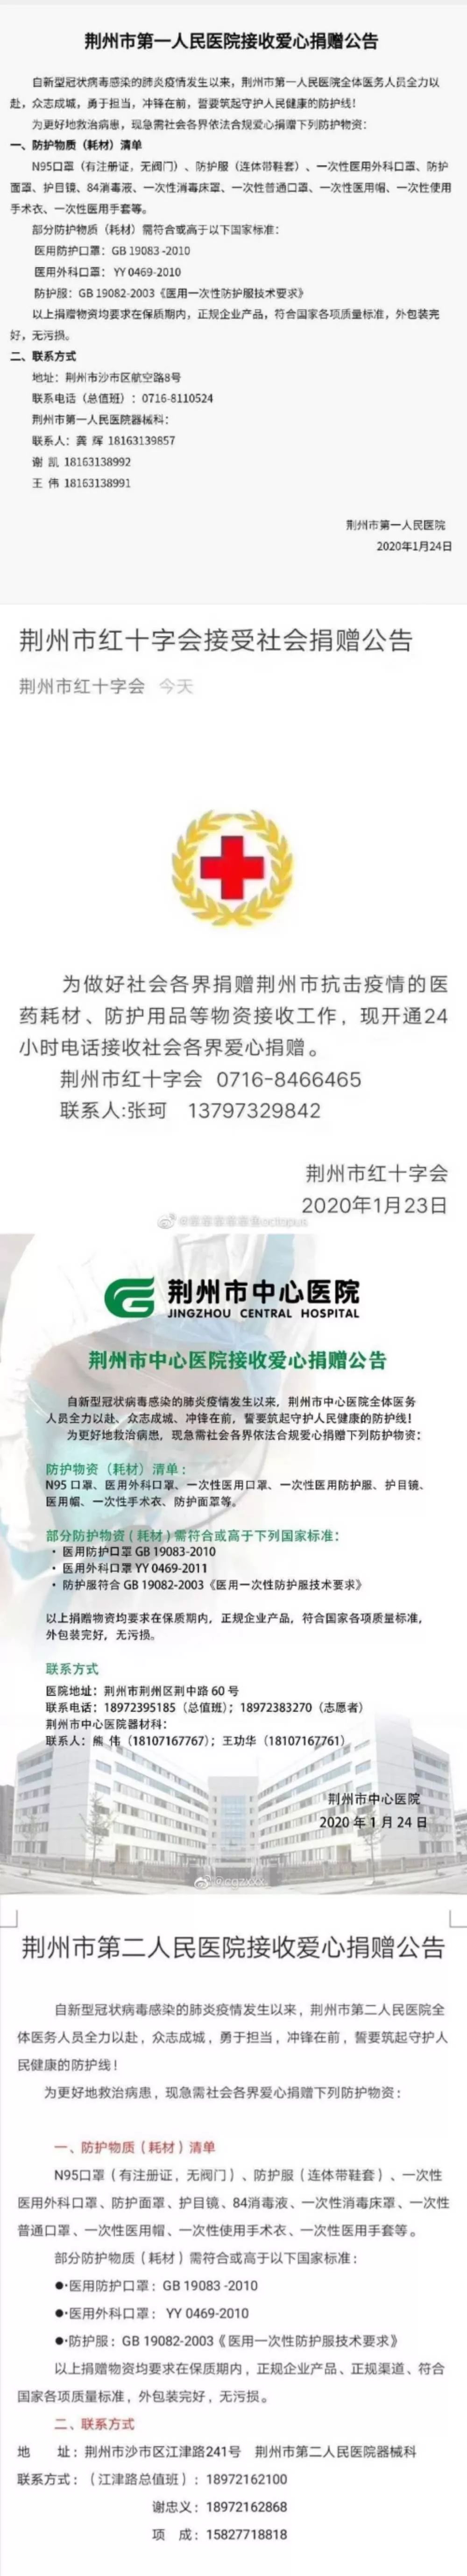 荆州市第一人民医院接收爱心捐赠公告
自新型冠状病毒感染的肺炎疫情发生以来，荆州市第一人民医院全体医务人员全力以
赴，众志成城，勇于担当，冲锋在前，誓要筑起守护人民健康的防护线！
为更好地救治病患，现急需社会各界依法合规爱心捐赠下列防护物资：
一、防护物质（耗材）清单
N95口罩（有注册证，无阀门）、防护服（连体带鞋套）、一次性医用外科口罩、防护
面罩、护目镜、84消毒液、一次性消毒床罩、一次性普通口罩、一次性医用帽、一次性使用
手术衣、一次性医用手套等。
部分防护物质（耗材）需符合或高于以下国家标准：
医用防护口罩：GB 19083 -2010
医用外科口罩： YY 0469-2010
防护服：GB 19082-2003《医用一次性防护服技术要求》
以上捐赠物资均要求在保质期内，正规企业产品，符合国家各项质量标准，外包装完
好，无污损。
二、联系方式
地址：荆州市沙市区航空路8号
联系电话（总值班）：0716-8110524
荆州市第一人民医院器械科：
联系人：龚 辉 18163139857
谢 凯 18163138992
王 伟 18163138991
荆州市第一人民医院
2020年1月24日
荆州市红十字会接受社会捐赠公告
荆州市红十字会 今天
为做好社会各界捐赠荆州市抗击疫情的医
药耗材、防护用品等物资接收工作，现开通24
小时电话接收社会各界爱心捐赠。
荆州市红十字会 0716-8466465
联系人:张珂 13797329842
荆州市红十字会
2020年1月23日
荆州市中心医院
JINGZHOU CENTRAL HOSPITAL
荆州市中心医院接收爱心捐赠公告
自新型冠状病毒感染的肺炎疫情发生以来，荆州市中心医院全体医务
人员全力以赴、众志成城、冲锋在前，誓要筑起守护人民健康的防护线！
为更好地救治病患，现急需社会各界依法合规爱心捐赠下列防护物资：
防护物资（耗材）清单：
N95 口罩、医用外科口罩、一次性医用口罩、一次性医用防护服、护目镜、
医用帽、一次性手术衣、防护面罩等。
部分防护物资（耗材）需符合或高于下列国家标准：
· 医用防护口罩 GB 19083-2010
· 医用外科口罩 YY 0469-2011
· 防护服符合 GB 19082-2003《医用一次性防护服技术要求》
以上捐赠物资均要求在保质期内，正规企业产品，符合国家各项质量标准，
外包装完好，无污损。
联系方式
医院地址：荆州市荆州区荆中路 60 号
联系电话：18972395185（总值班）；18972383270（志愿者）
荆州市中心医院器材科：
联系人：熊 伟（18107167767）；王功华（18107167761）
荆州市中心医院
2020 年 1 月 24 日
荆州市第二人民医院接收爱心捐赠公告
自新型冠状病毒感染的肺炎疫情发生以来，荆州市第二人民医院全
体医务人员全力以赴，众志成城，勇于担当，冲锋在前，誓要筑起守护人
民健康的防护线！
为更好地救治病患，现急需社会各界爱心捐赠下列防护物资：
一、防护物质（耗材）清单
N95口罩（有注册证，无阀门）、防护服（连体带鞋套）、一次性
医用外科口罩、防护面罩、护目镜、84消毒液、一次性消毒床罩、一次性
普通口罩、一次性医用帽、一次性使用手术衣、一次性医用手套等。
部分防护物质（耗材）需符合或高于以下国家标准：
●·医用防护口罩：GB 19083 -2010
●·医用外科口罩： YY 0469-2010
●·防护服：GB 19082-2003《医用一次性防护服技术要求》
以上捐赠物资均要求在保质期内，正规企业产品、正规渠道、符合
国家各项质量标准，外包装完好，无污损。
二、联系方式
地 址：荆州市沙市区江津路241号 荆州市第二人民医院器械科
联系方式：（江津路总值班）：18972162100
谢忠义：18972162868
项 成：15827718818